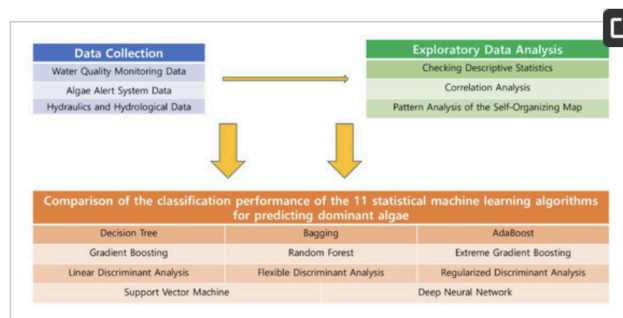 Data Collection
Water Quality Monitoring Data
Algae Alert System Data
Hydraulics and Hydrological Data
Exploratory Data Analysis
Checking Descriptive Statistics
Correlation Analysis
Pattern Analysis of the Self-Organizing Map
Comparison of the classification performance of the 11 statistical machine learning algorithms
for predicting dominant algae
Decision Tree
Bagging
AdaBoost
Gradient Boosting
Random Forest
Extreme Gradient Boosting
Linear Discriminant Analysis
Flexible Discriminant Analysis
Regularized Discriminant Analysis
Support Vector Machine
Deep Neural Network